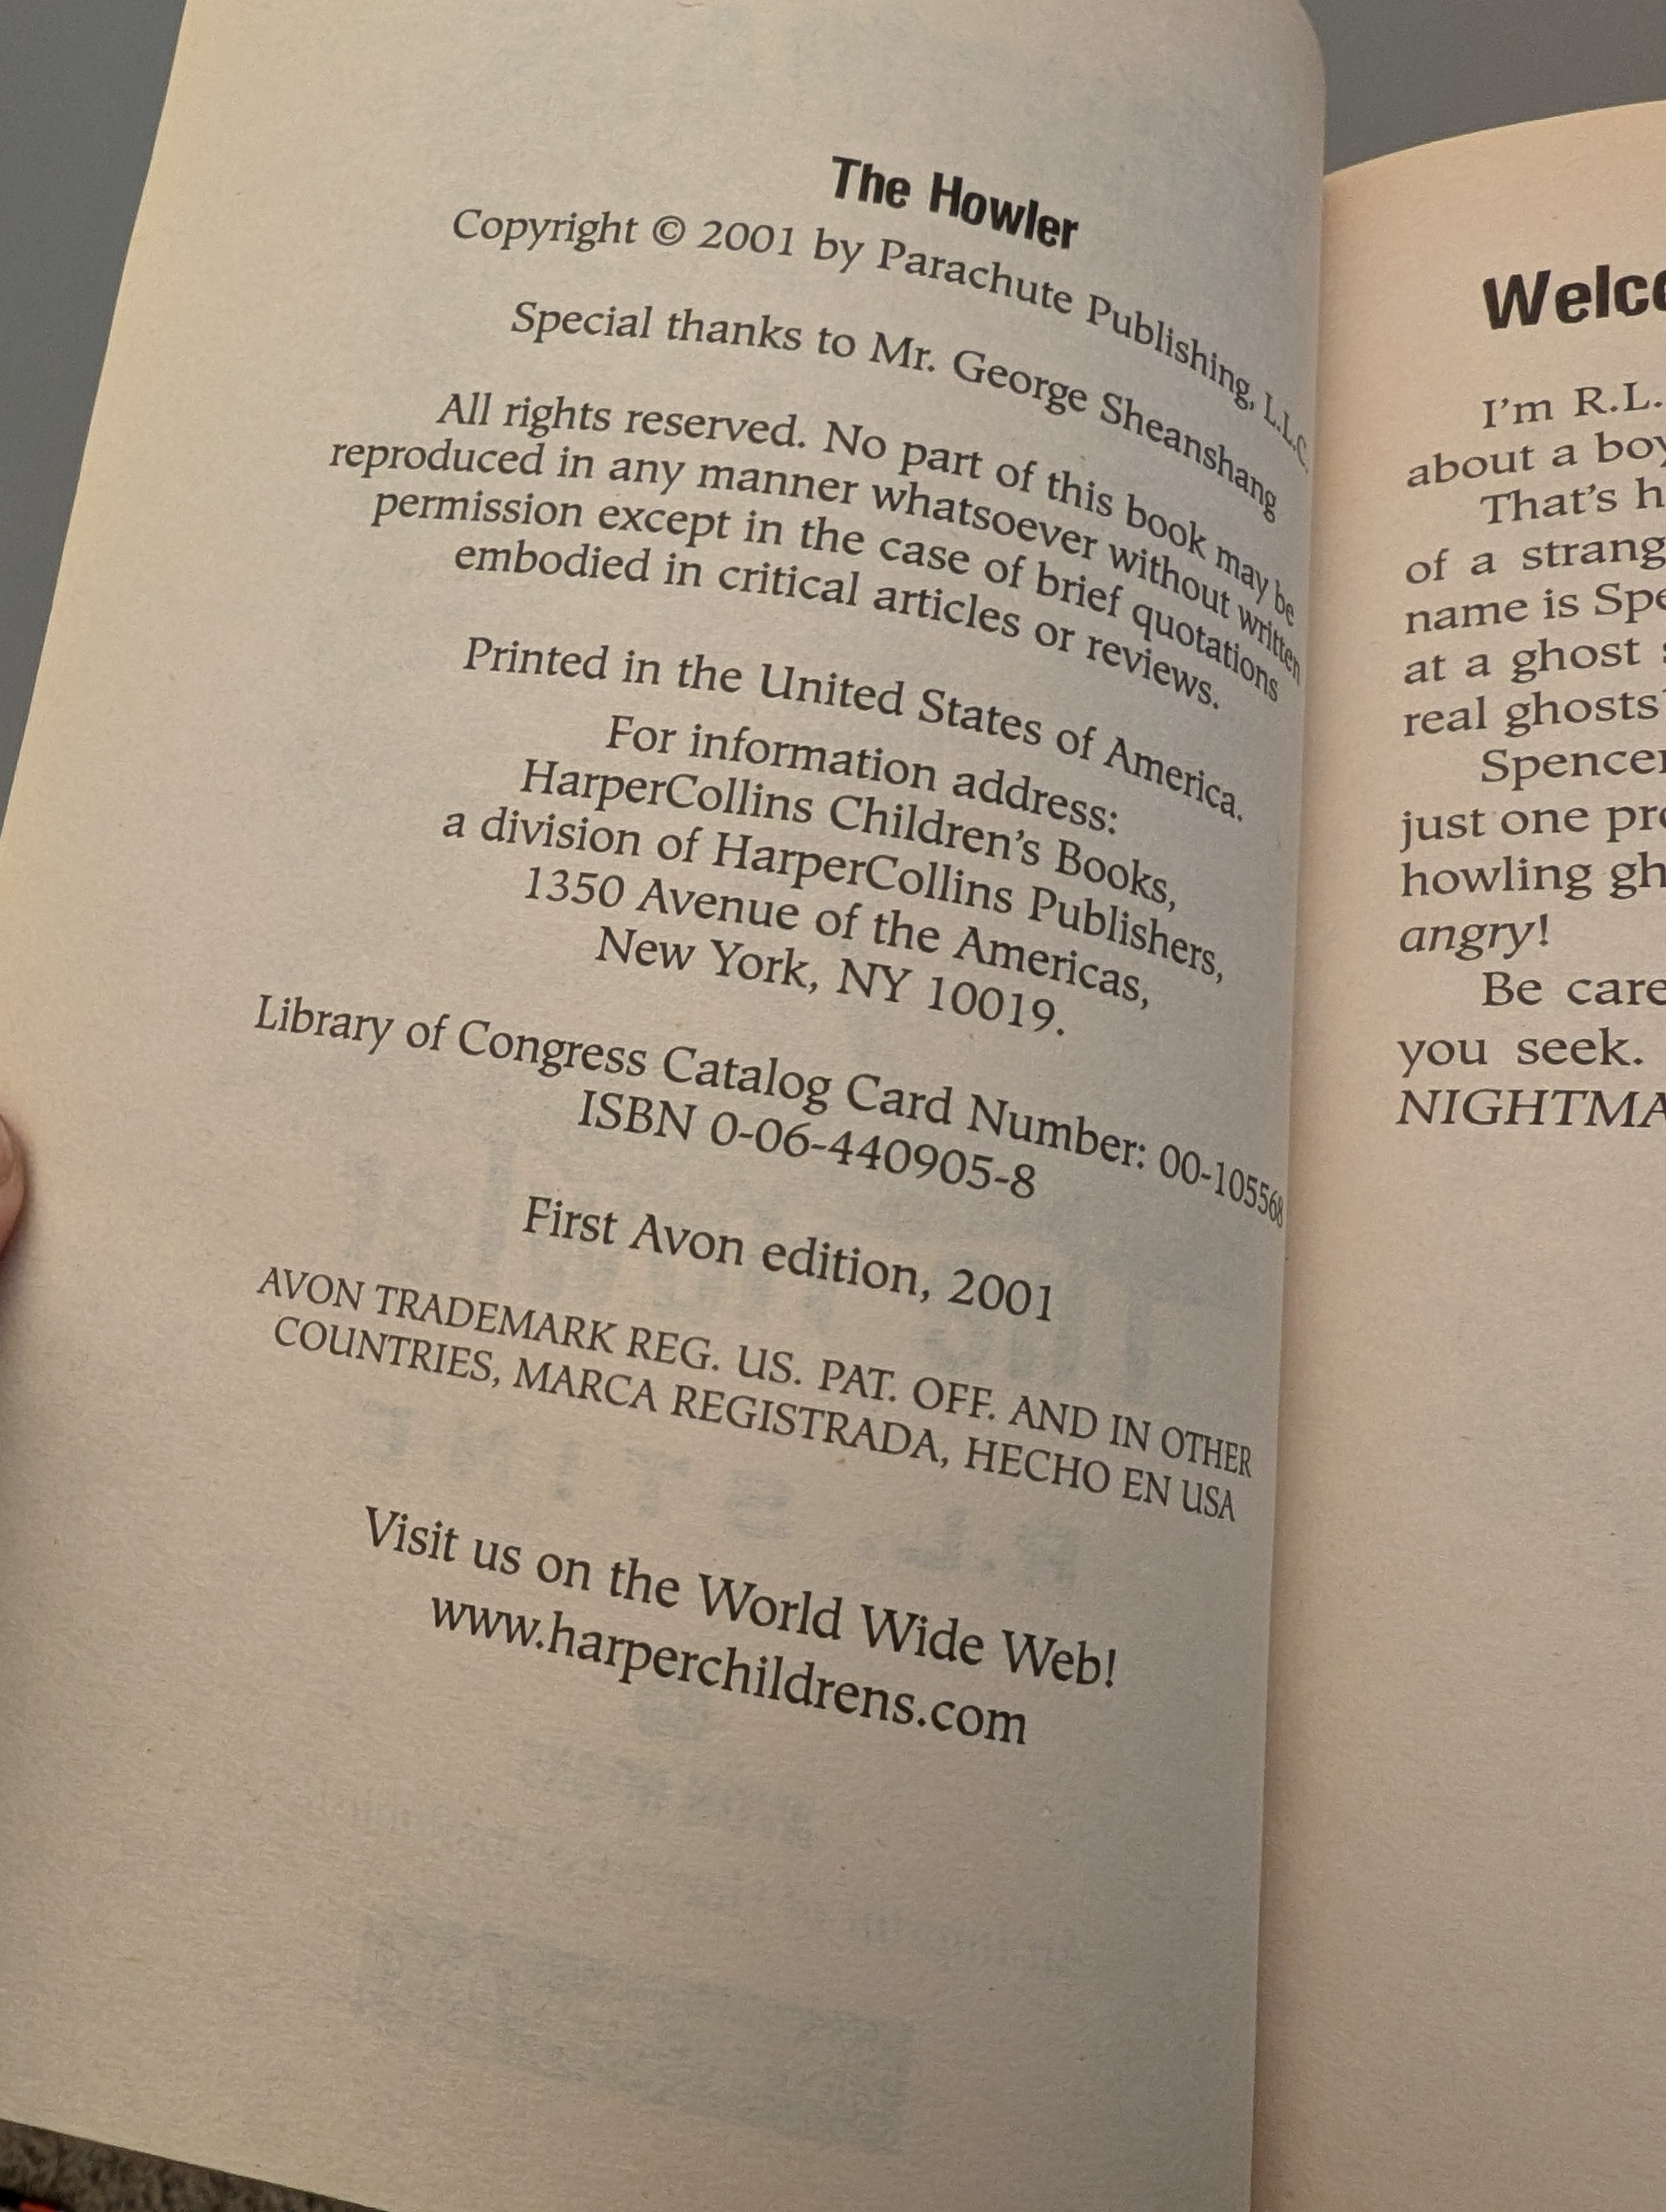 The Howler
Copyright © 2001 by Parachute Publishing, L.L.C.
Special thanks to Mr. George Sheanshang
All rights reserved. No part of this book may be
reproduced in any manner whatsoever without written
permission except in the case of brief quotations
embodied in critical articles or reviews.
Printed in the United States of America.
For information address:
HarperCollins Children's Books,
a division of HarperCollins Publishers,
1350 Avenue of the Americas,
New York, NY 10019.
Library of Congress Catalog Card Number: 00-105568
ISBN 0-06-440905-8
First Avon edition, 2001
AVON TRADEMARK REG. US. PAT. OFF. AND IN OTHER
COUNTRIES, MARCA REGISTRADA, HECHO EN USA
Visit us on the World Wide Web!
www.harperchildrens.com
Welco
I'm R.L.
about a boy
That's h
of a strang
name is Spe
at a ghost
real ghosts
Spencer
just one pro
howling gh
angry!
Be care
you seek.
NIGHTMA